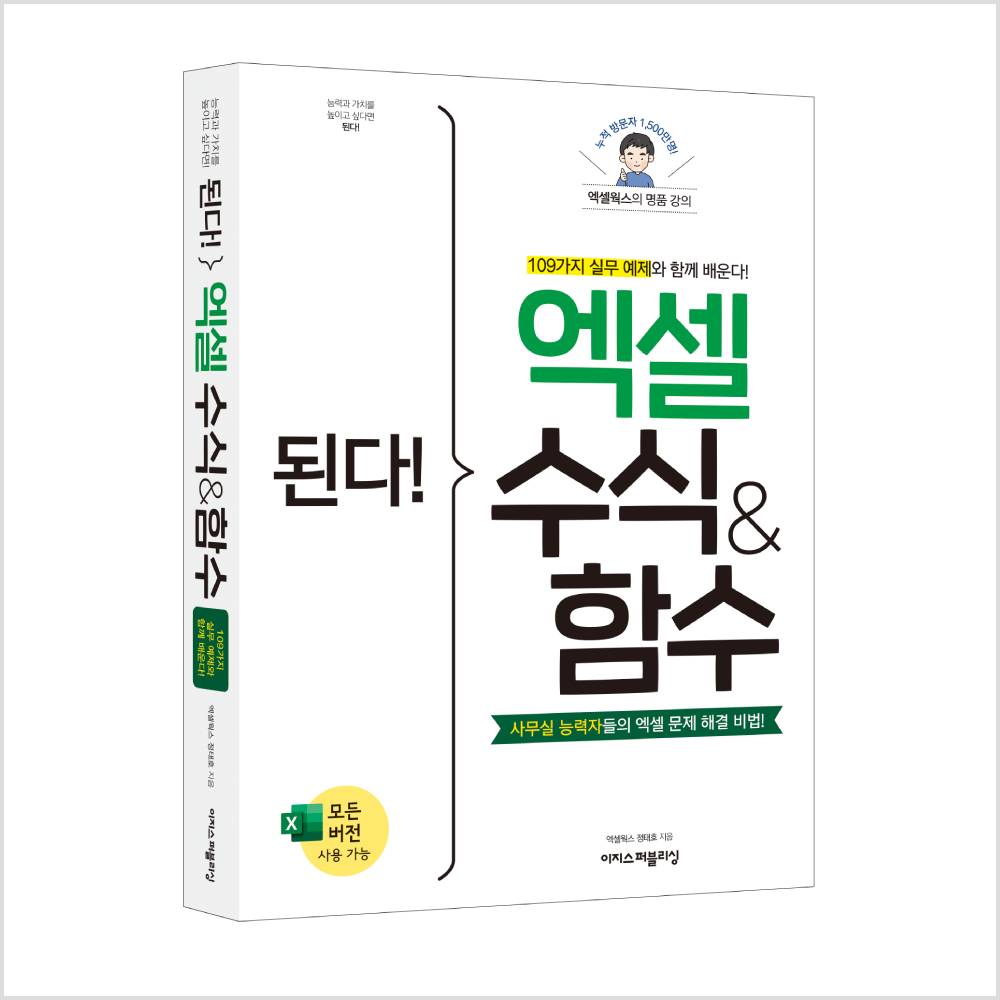 능력과 가치를
높이고 싶다면!
된다! }
엑셀 수식&함수
109가지
실무 예제와
함께 배운다!
엑셀웍스 정태호 지음
이지스퍼블리싱
능력과 가치를
높이고 싶다면
된다!
누적 방문자 1,500만명!
엑셀웍스의 명품 강의
109가지 실무 예제와 함께 배운다!
엑셀
수식&
함수
된다! }
사무실 능력자들의 엑셀 문제 해결 비법!
X
모든
버전
사용 가능
엑셀웍스 정태호 지음
이지스퍼블리싱